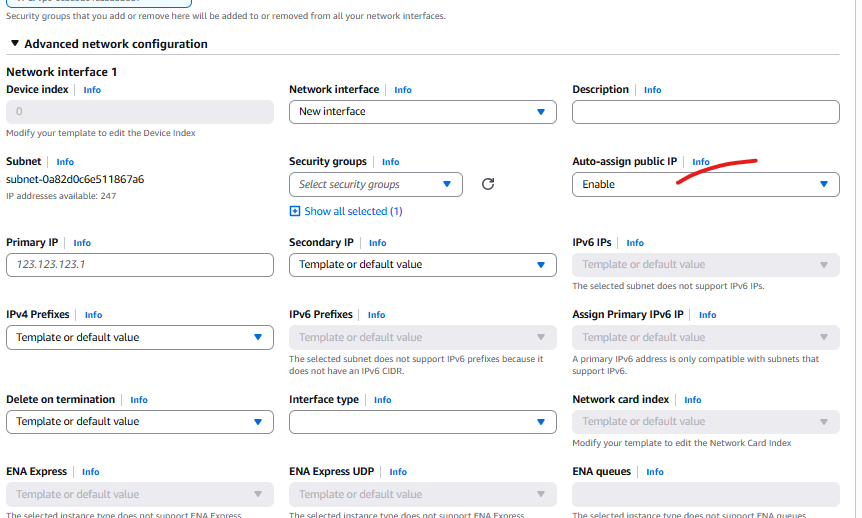 Security groups that you add or remove here will be added to or removed from all your network interfaces.
Advanced network configuration
Network interface 1
Device index Info
Network interface Info
Description Info
0
New interface
Modify your template to edit the Device Index
Subnet Info
Security groups Info
Auto-assign public IP Info
subnet-0a82d0c6e511867a6
Select security groups
Enable
IP addresses available: 247
Show all selected (1)
Primary IP Info
Secondary IP Info
IPv6 IPs Info
123.123.123.1
Template or default value
Template or default value
The selected subnet does not support IPv6 IPs.
IPv4 Prefixes Info
IPv6 Prefixes Info
Assign Primary IPv6 IP Info
Template or default value
Template or default value
Template or default value
The selected subnet does not support IPv6 prefixes because it
does not have an IPv6 CIDR.
A primary IPv6 address is only compatible with subnets that
support IPv6.
Delete on termination Info
Interface type Info
Network card index Info
Template or default value
Template or default value
Modify your template to edit the Network Card Index
ENA Express Info
ENA Express UDP Info
ENA queues Info
Template or default value
Template or default value
The selected instance type does not support ENA Express.
The selected instance type does not support ENA Express.
The selected instance type does not support ENA queues.